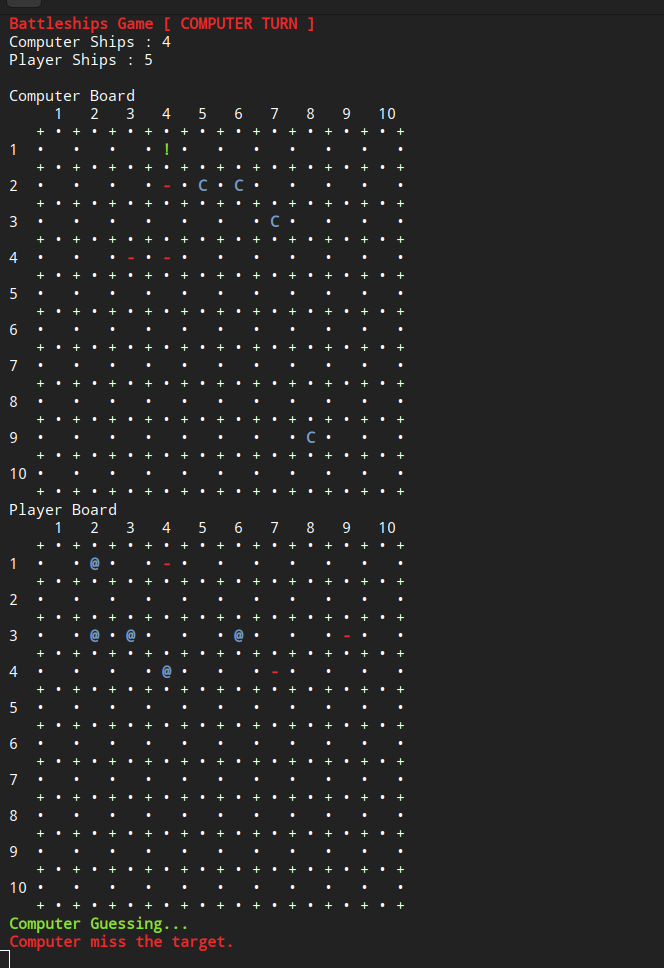 Battleships Game [ COMPUTER TURN ]
Computer Ships : 4
Player Ships : 5
Computer Board
1 2 3 4 5 6 7 8 9 10
+ • + • + • + • + • + • + • + • + • + • +
1 • • • • ! • • • • • • •
+ • + • + • + • + • + • + • + • + • + • +
2 • • • • - • C • C • • • • •
+ • + • + • + • + • + • + • + • + • + • +
3 • • • • • • • C • • • •
+ • + • + • + • + • + • + • + • + • + • +
4 • • • - • - • • • • • • •
+ • + • + • + • + • + • + • + • + • + • +
5 • • • • • • • • • • •
+ • + • + • + • + • + • + • + • + • + • +
6 • • • • • • • • • • •
+ • + • + • + • + • + • + • + • + • + • +
7 • • • • • • • • • • •
+ • + • + • + • + • + • + • + • + • + • +
8 • • • • • • • • • • •
+ • + • + • + • + • + • + • + • + • + • +
9 • • • • • • • • C • • •
+ • + • + • + • + • + • + • + • + • + • +
10 • • • • • • • • • • •
+ • + • + • + • + • + • + • + • + • + • +
Player Board
1 2 3 4 5 6 7 8 9 10
+ • + • + • + • + • + • + • + • + • + • +
1 • • @ • • - • • • • • • •
+ • + • + • + • + • + • + • + • + • + • +
2 • • • • • • • • • • •
+ • + • + • + • + • + • + • + • + • + • +
3 • • @ • @ • • • @ • • • - • •
+ • + • + • + • + • + • + • + • + • + • +
4 • • • • @ • • • - • • • •
+ • + • + • + • + • + • + • + • + • + • +
5 • • • • • • • • • • •
+ • + • + • + • + • + • + • + • + • + • +
6 • • • • • • • • • • •
+ • + • + • + • + • + • + • + • + • + • +
7 • • • • • • • • • • •
+ • + • + • + • + • + • + • + • + • + • +
8 • • • • • • • • • • •
+ • + • + • + • + • + • + • + • + • + • +
9 • • • • • • • • • • •
+ • + • + • + • + • + • + • + • + • + • +
10 • • • • • • • • • • •
+ • + • + • + • + • + • + • + • + • + • +
Computer Guessing...
Computer miss the target.